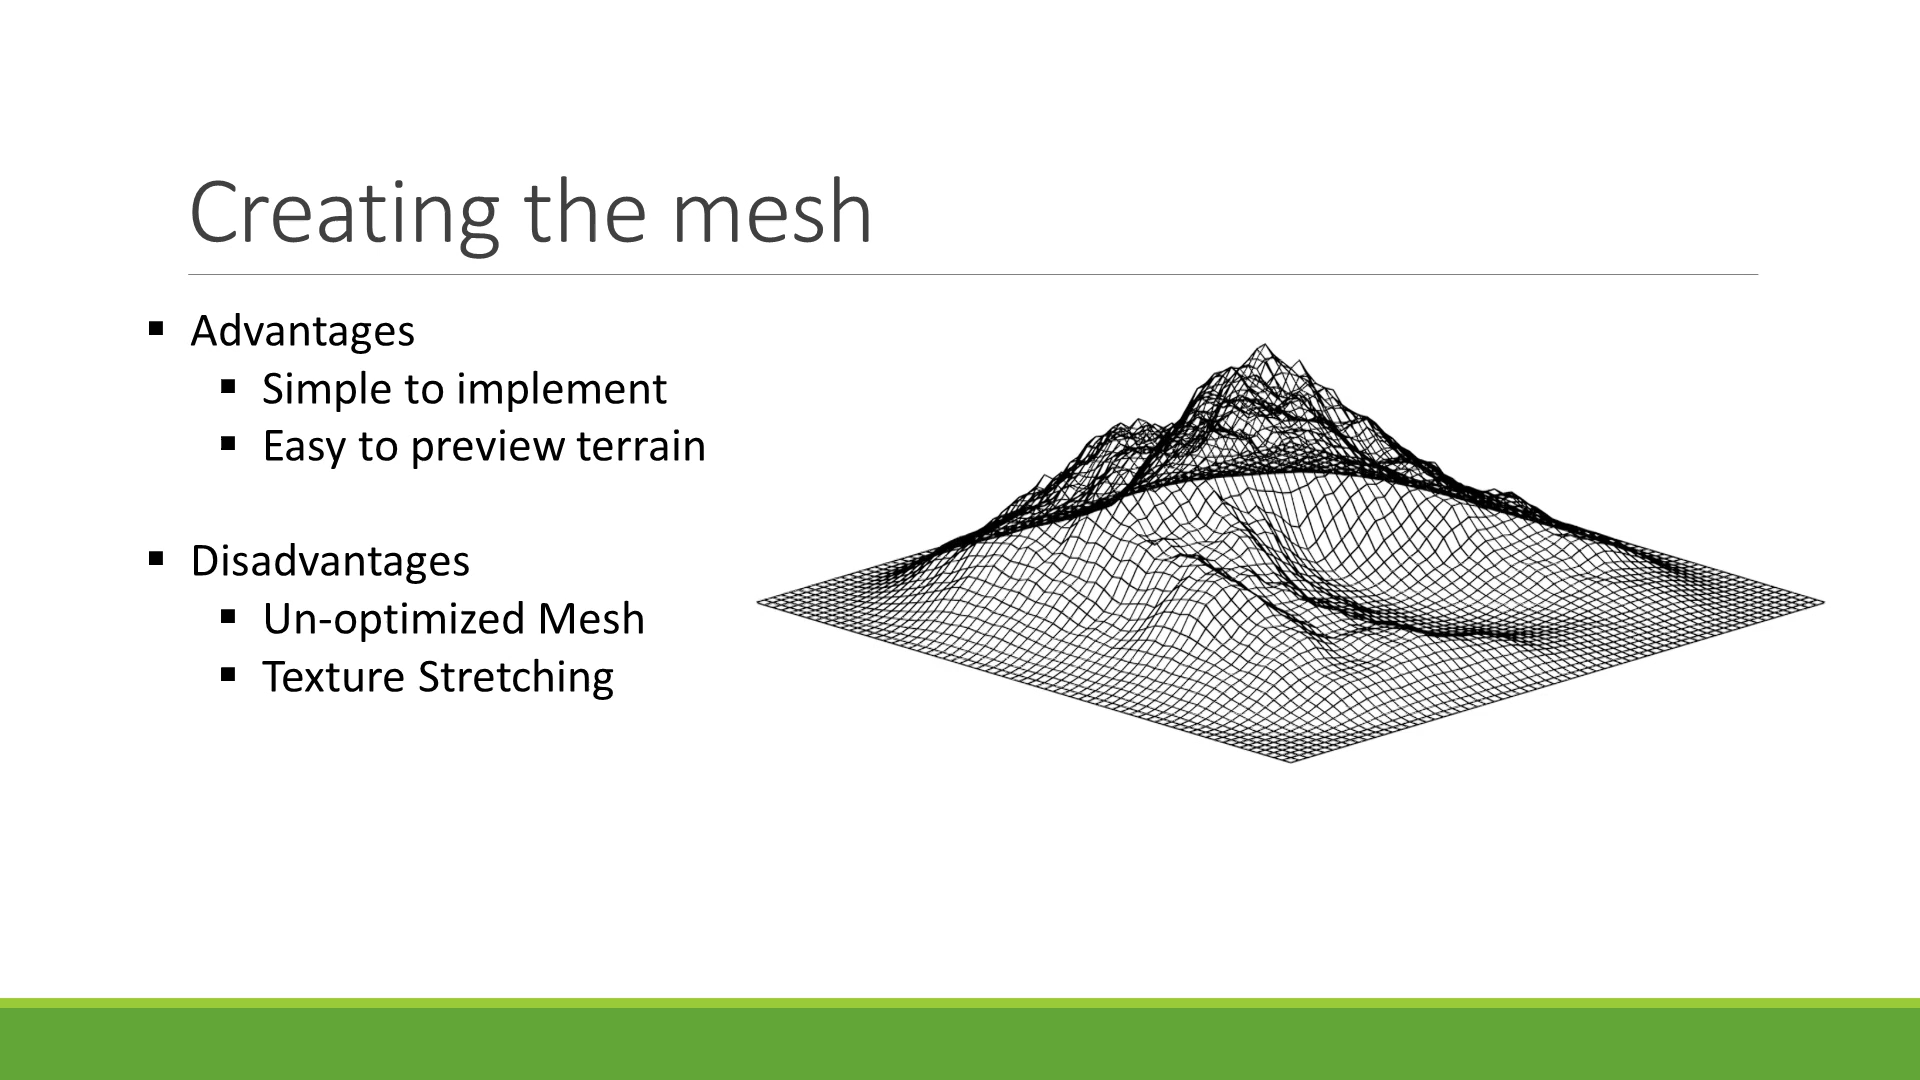 Creating the mesh
Advantages
Simple to implement
Easy to preview terrain
Disadvantages
Un-optimized Mesh
Texture Stretching